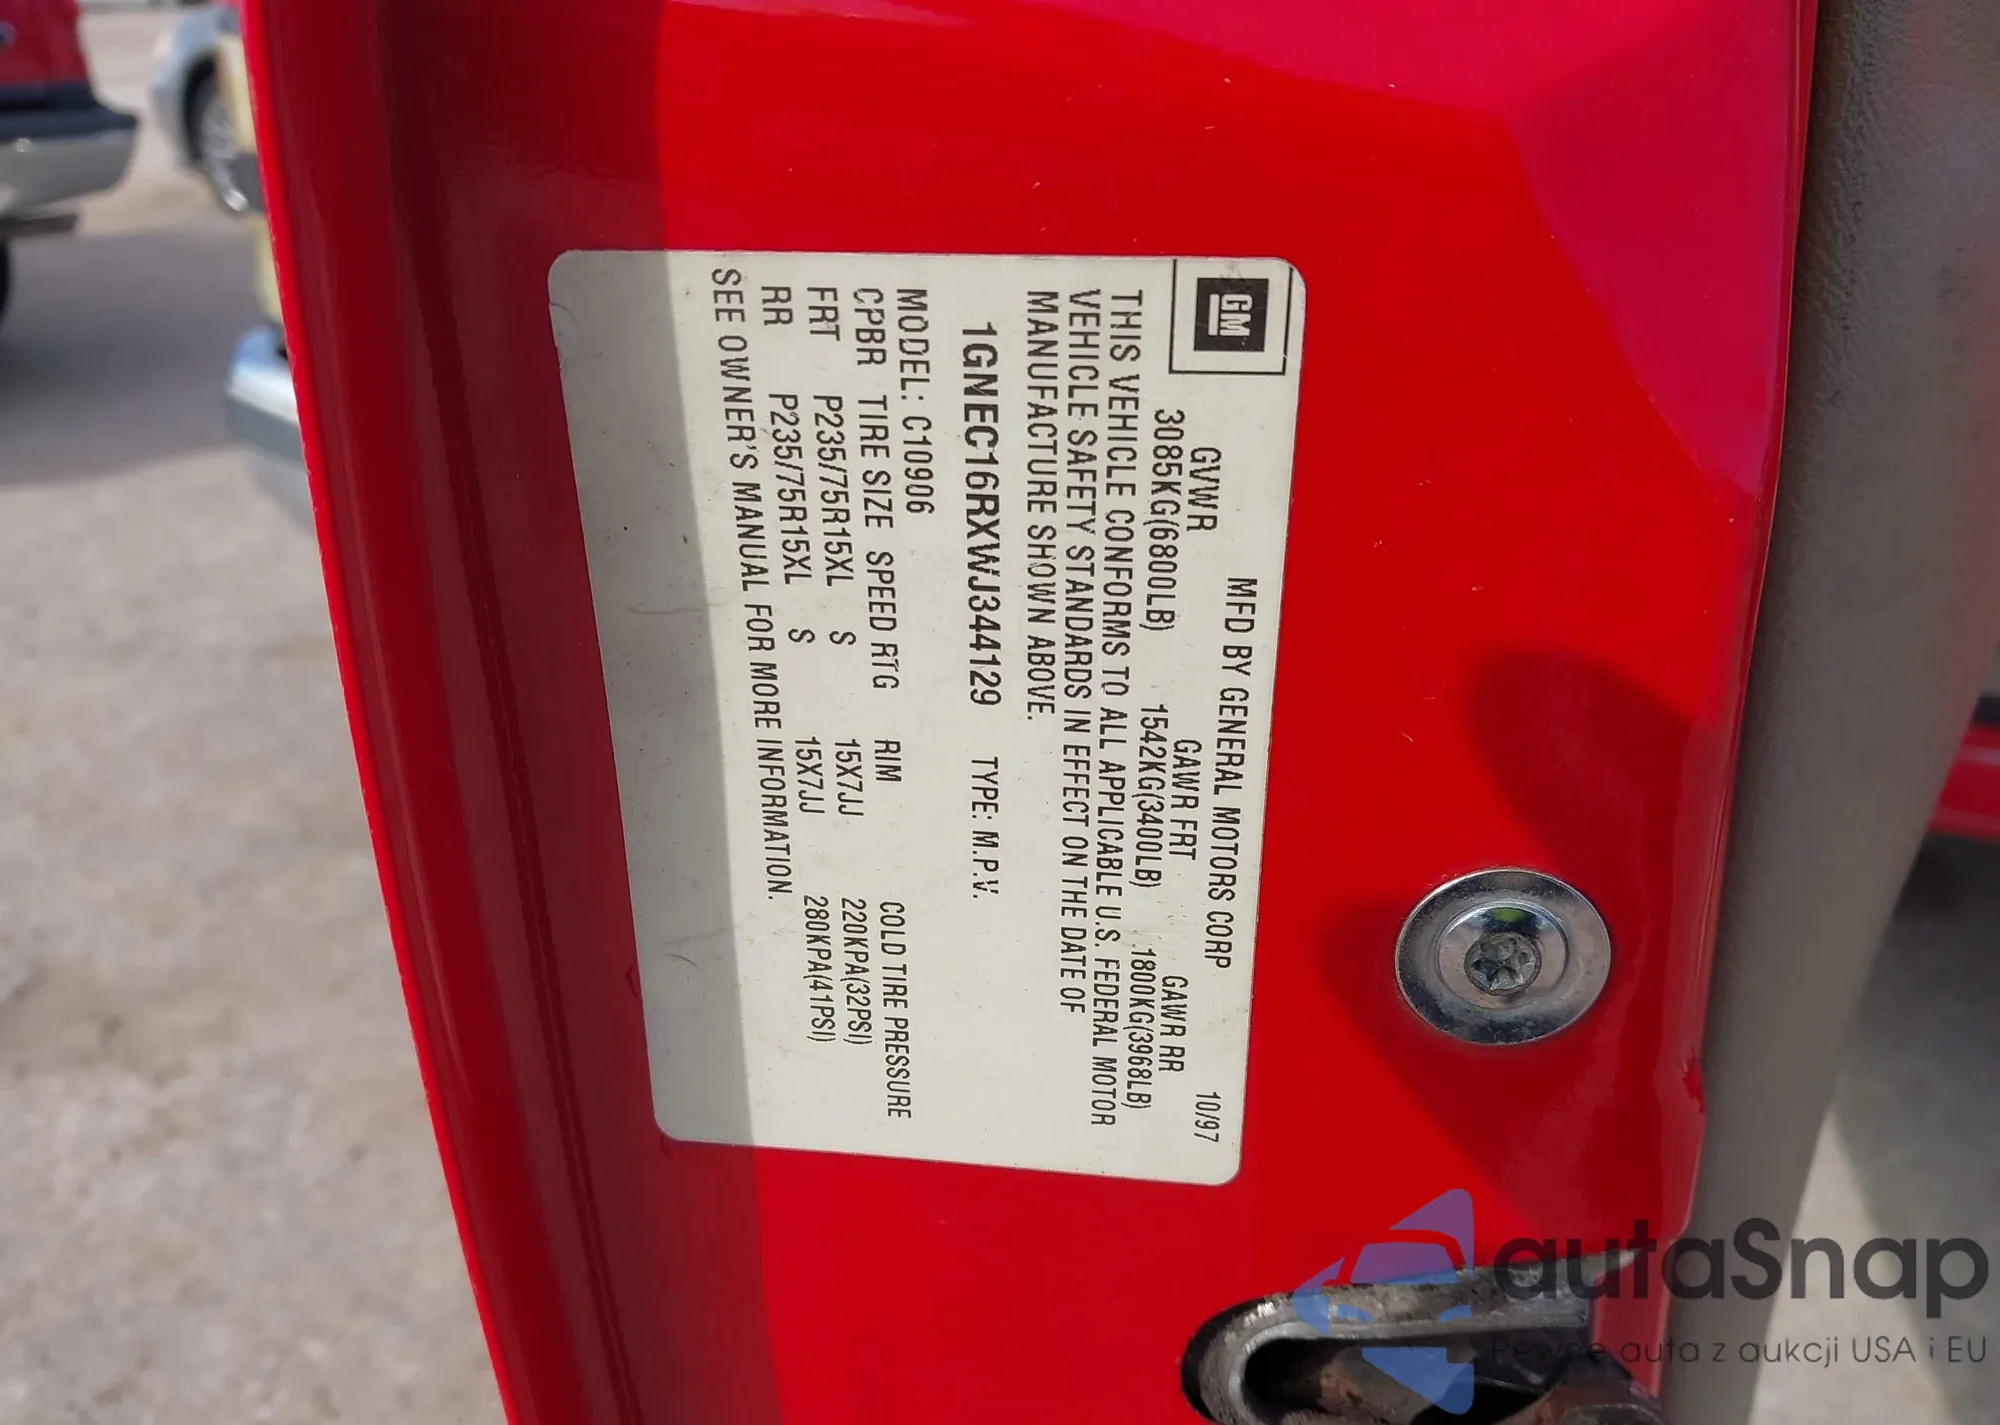 GM
MFD BY GENERAL MOTORS CORP 10/97
GVWR GAWR FRT GAWR RR
3085KG(6800LB) 1542KG(3400LB) 1800KG(3968LB)
THIS VEHICLE CONFORMS TO ALL APPLICABLE U.S. FEDERAL MOTOR
VEHICLE SAFETY STANDARDS IN EFFECT ON THE DATE OF
MANUFACTURE SHOWN ABOVE.
1GNEC16RXWJ344129 TYPE: M.P.V.
MODEL: C10906
CPBR TIRE SIZE SPEED RTG RIM COLD TIRE PRESSURE
FRT P235/75R15XL S 15X7JJ 220KPA(32PSI)
RR P235/75R15XL S 15X7JJ 280KPA(41PSI)
SEE OWNER'S MANUAL FOR MORE INFORMATION.
autaSnap
Pewne auta z aukcji USA i EU